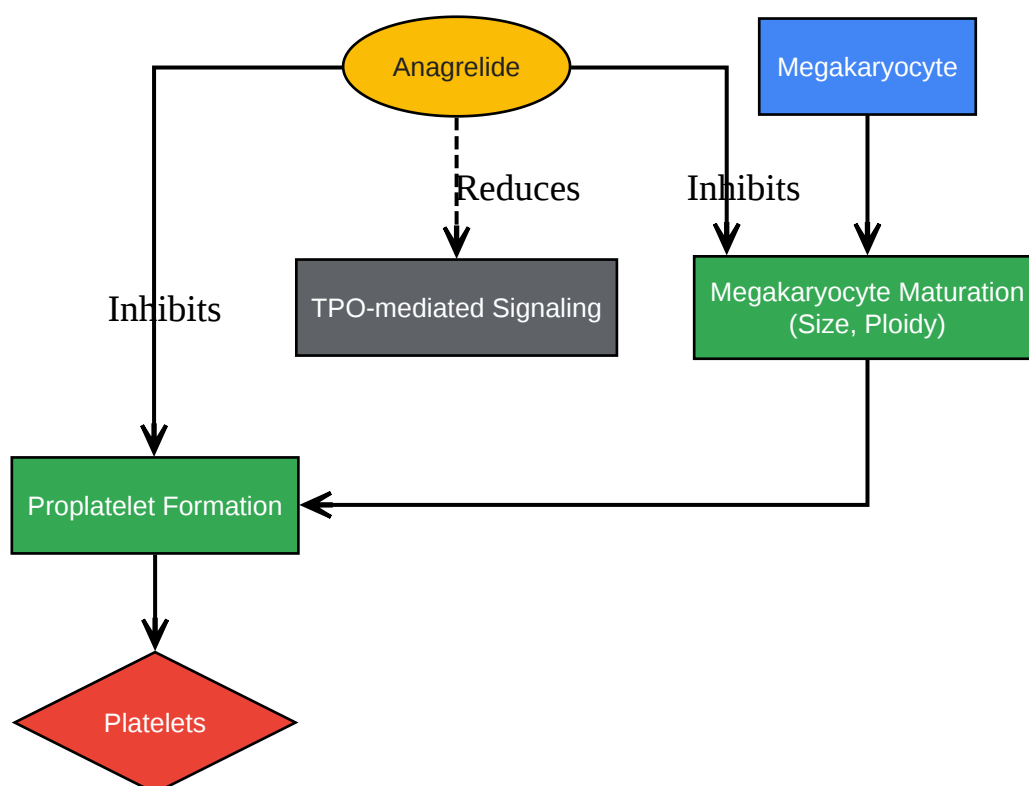 Anagrelide
Megakaryocyte
Reduces
Inhibits
TPO-mediated Signaling
Megakaryocyte Maturation
(Size, Ploidy)
Inhibits
Proplatelet Formation
Platelets